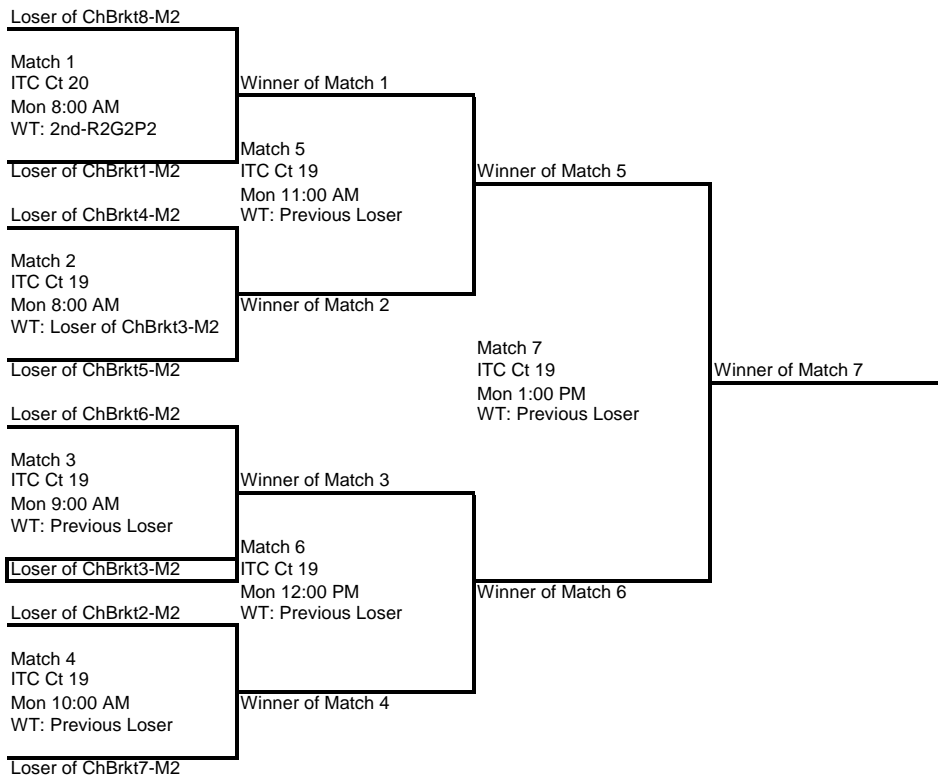 Loser of ChBrkt8-M2
Match 1
ITC Ct 20
Mon 8:00 AM
WT: 2nd-R2G2P2
Loser of ChBrkt1-M2
Loser of ChBrkt4-M2
Match 2
ITC Ct 19
Mon 8:00 AM
WT: Loser of ChBrkt3-M2
Loser of ChBrkt5-M2
Loser of ChBrkt6-M2
Match 3
ITC Ct 19
Mon 9:00 AM
WT: Previous Loser
Loser of ChBrkt3-M2
Loser of ChBrkt2-M2
Match 4
ITC Ct 19
Mon 10:00 AM
WT: Previous Loser
Loser of ChBrkt7-M2
Winner of Match 1
Match 5
ITC Ct 19
Mon 11:00 AM
WT: Previous Loser
Winner of Match 2
Winner of Match 3
Match 6
ITC Ct 19
Mon 12:00 PM
WT: Previous Loser
Winner of Match 4
Winner of Match 5
Match 7
ITC Ct 19
Mon 1:00 PM
WT: Previous Loser
Winner of Match 6
Winner of Match 7